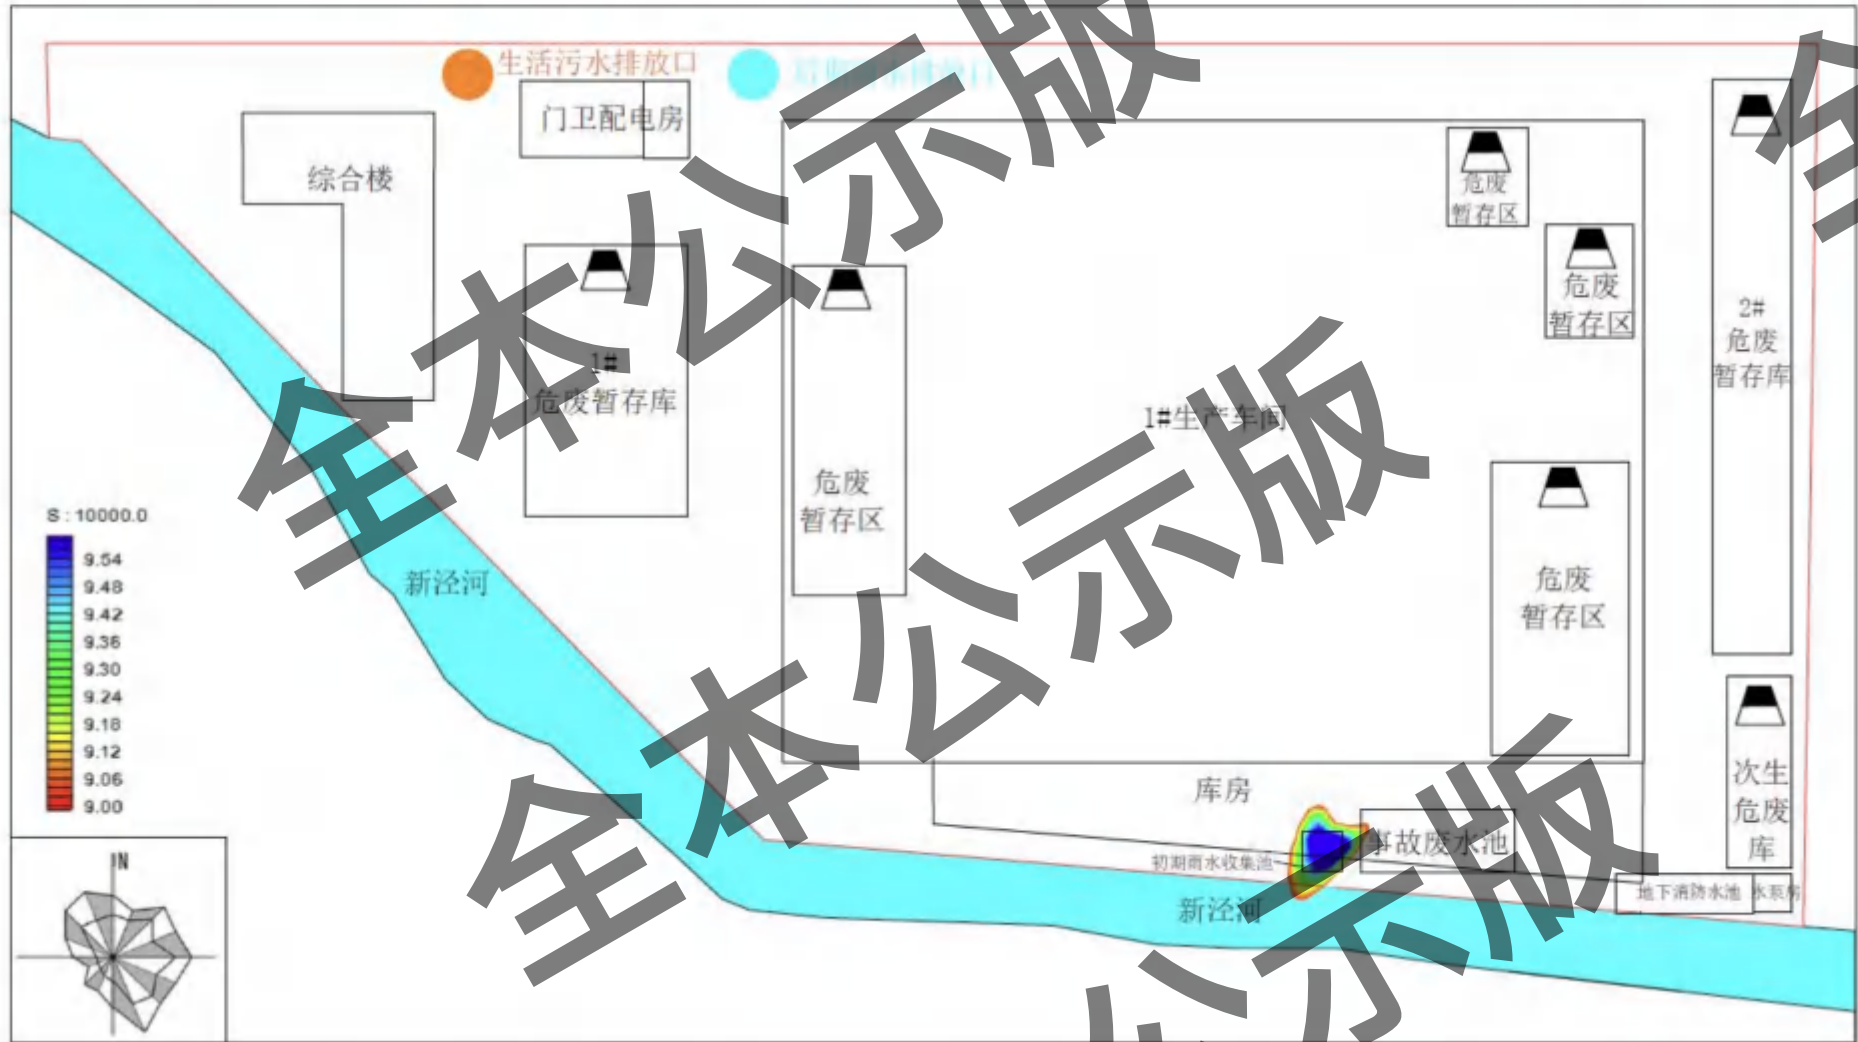 生活污水排放口
门卫配电房
综合楼
危废
暂存区
危废
暂存区
2#
危废
暂存库
1#
危废暂存库
1#生产车间
危废
暂存区
危废
暂存区
新泾河
S : 10000.0
9.54
9.48
9.42
9.36
9.30
9.24
9.18
9.12
9.06
9.00
库房
次生
危废
库
事故废水池
初期雨水收集池
地下消防水池
水泵房
新泾河
N
全本公示版
全本公示版
公示版
全